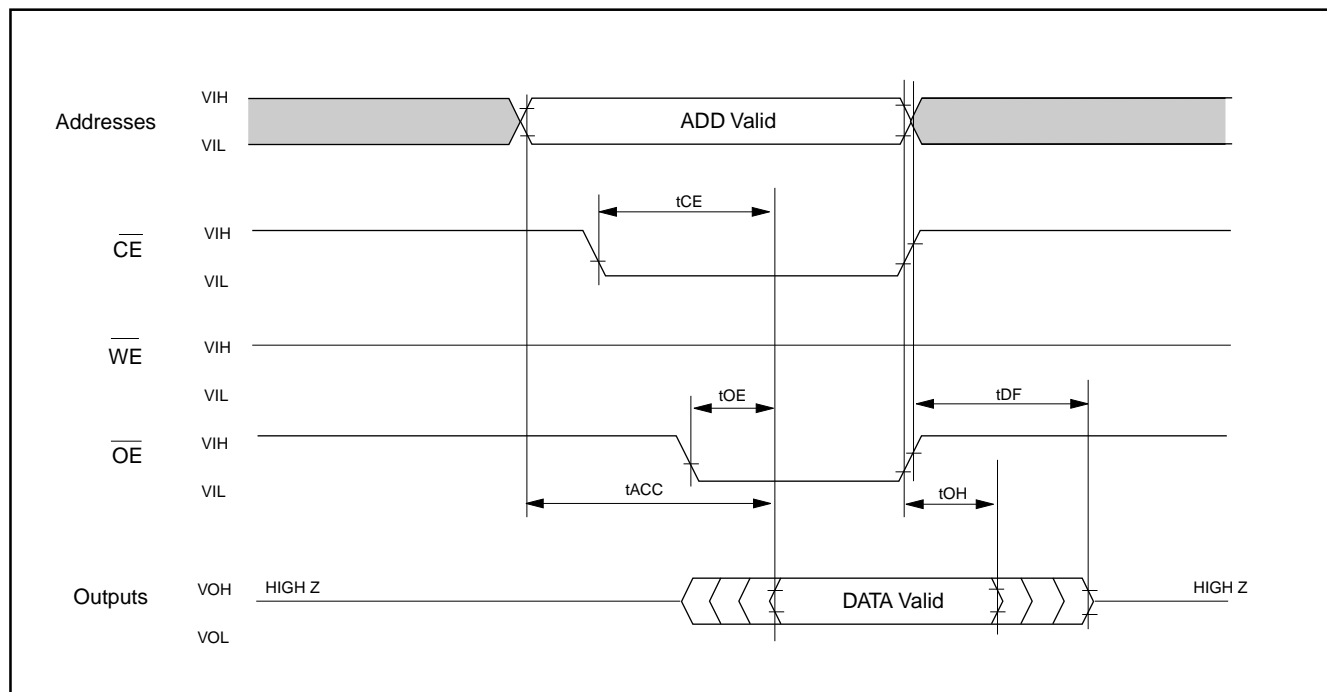 VIH
Addresses
ADD Valid
VIL
tCE
VIH
CE
VIL
VIH
WE
VIL
tOE
tDF
VIH
OE
VIL
tACC
tOH
VOH
HIGH Z
HIGH Z
Outputs
DATA Valid
VOL